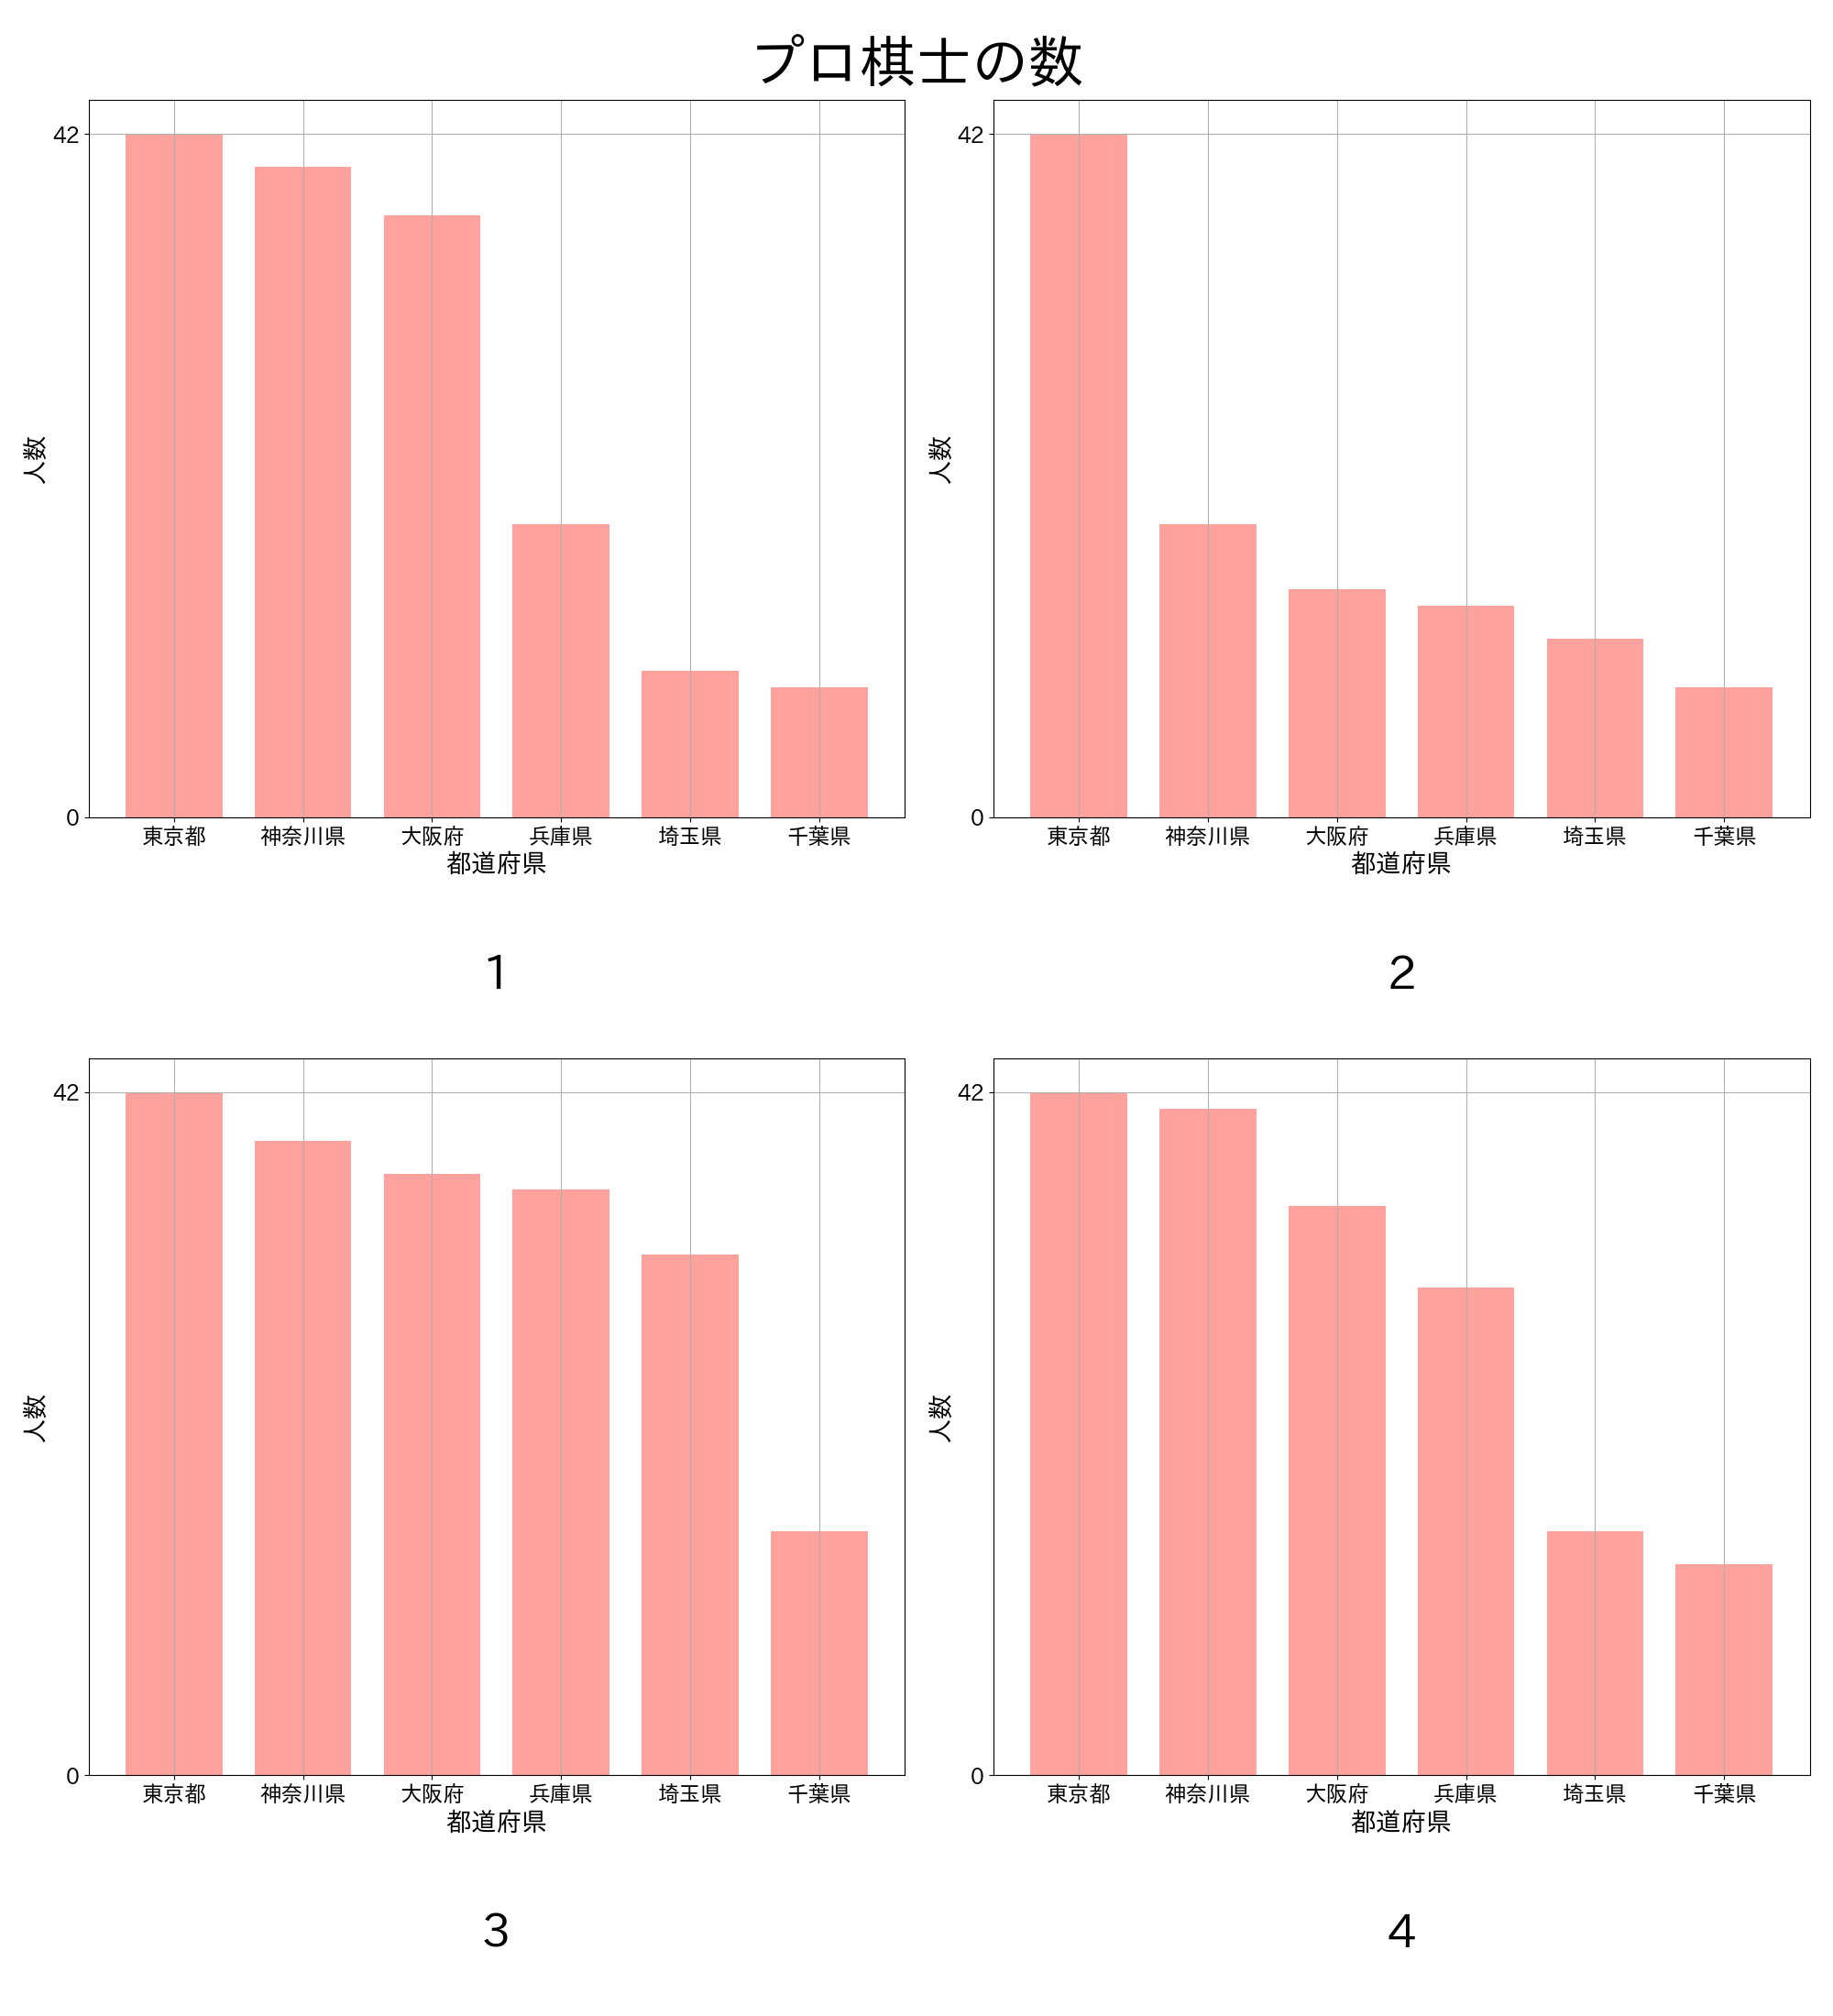 プロ棋士の数
42
0
人数
東京都 神奈川県 大阪府 兵庫県 埼玉県 千葉県
都道府県
1
42
0
人数
東京都 神奈川県 大阪府 兵庫県 埼玉県 千葉県
都道府県
2
42
0
人数
東京都 神奈川県 大阪府 兵庫県 埼玉県 千葉県
都道府県
3
42
0
人数
東京都 神奈川県 大阪府 兵庫県 埼玉県 千葉県
都道府県
4